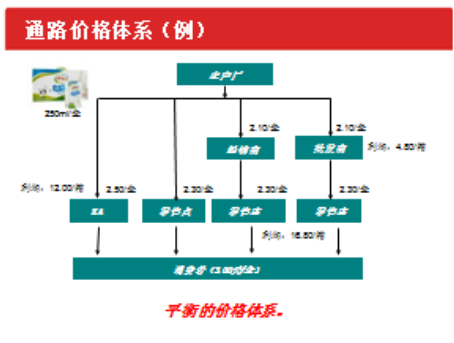 通路价格体系（例）
生产厂
250ml/盒
2.10/盒
2.10/盒
经销商
批发商
利润：4.80/箱
利润：12.00/箱
2.50/盒
2.30/盒
2.30/盒
2.30/盒
KA
零售点
零售店
零售店
利润：16.80/箱
消费者（3.00元/盒）
平衡的价格体系。